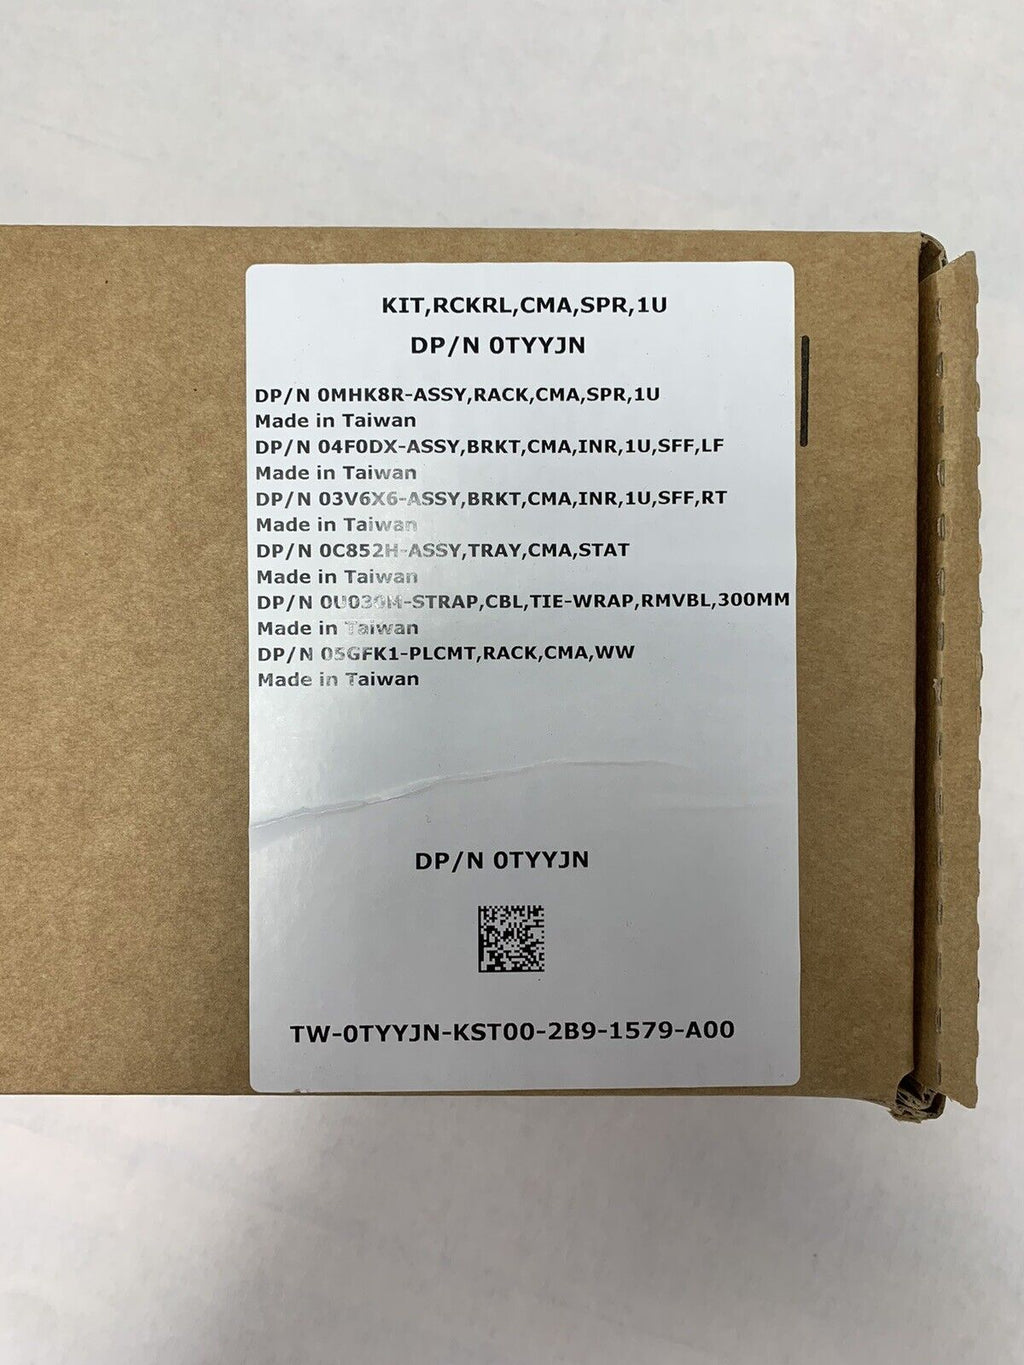 KIT,RCKRL,CMA,SPR,1U
DP/N 0TYYJN
DP/N 0MHK8R-ASSY,RACK,CMA,SPR,1U
Made in Taiwan
DP/N 04F0DX-ASSY,BRKT,CMA,INR,1U,SFF,LF
Made in Taiwan
DP/N 03V6X6-ASSY,BRKT,CMA,INR,1U,SFF,RT
Made in Taiwan
DP/N 0C852H-ASSY,TRAY,CMA,STAT
Made in Taiwan
DP/N STRAP,CBL,TIE-WRAP,RMVBL,300MM
Made in Taiwan
DP/N 05GFK1-PLCMT,RACK,CMA,WW
Made in Taiwan
DP/N 0TYYJN
TW-0TYYJN-KST00-2B9-1579-A00